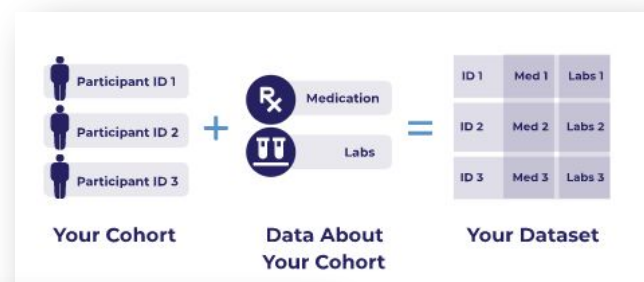 Participant ID 1
Participant ID 2
Participant ID 3
+
Rx
Medication
Labs
=
ID 1 Med 1 Labs 1
ID 2 Med 2 Labs 2
ID 3 Med 3 Labs 3
Your Cohort
Data About
Your Cohort
Your Dataset